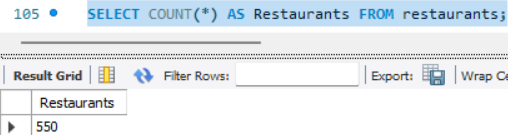 105 SELECT COUNT(*) AS Restaurants FROM restaurants;
Result Grid Filter Rows: Export: Wrap Ce
Restaurants
550